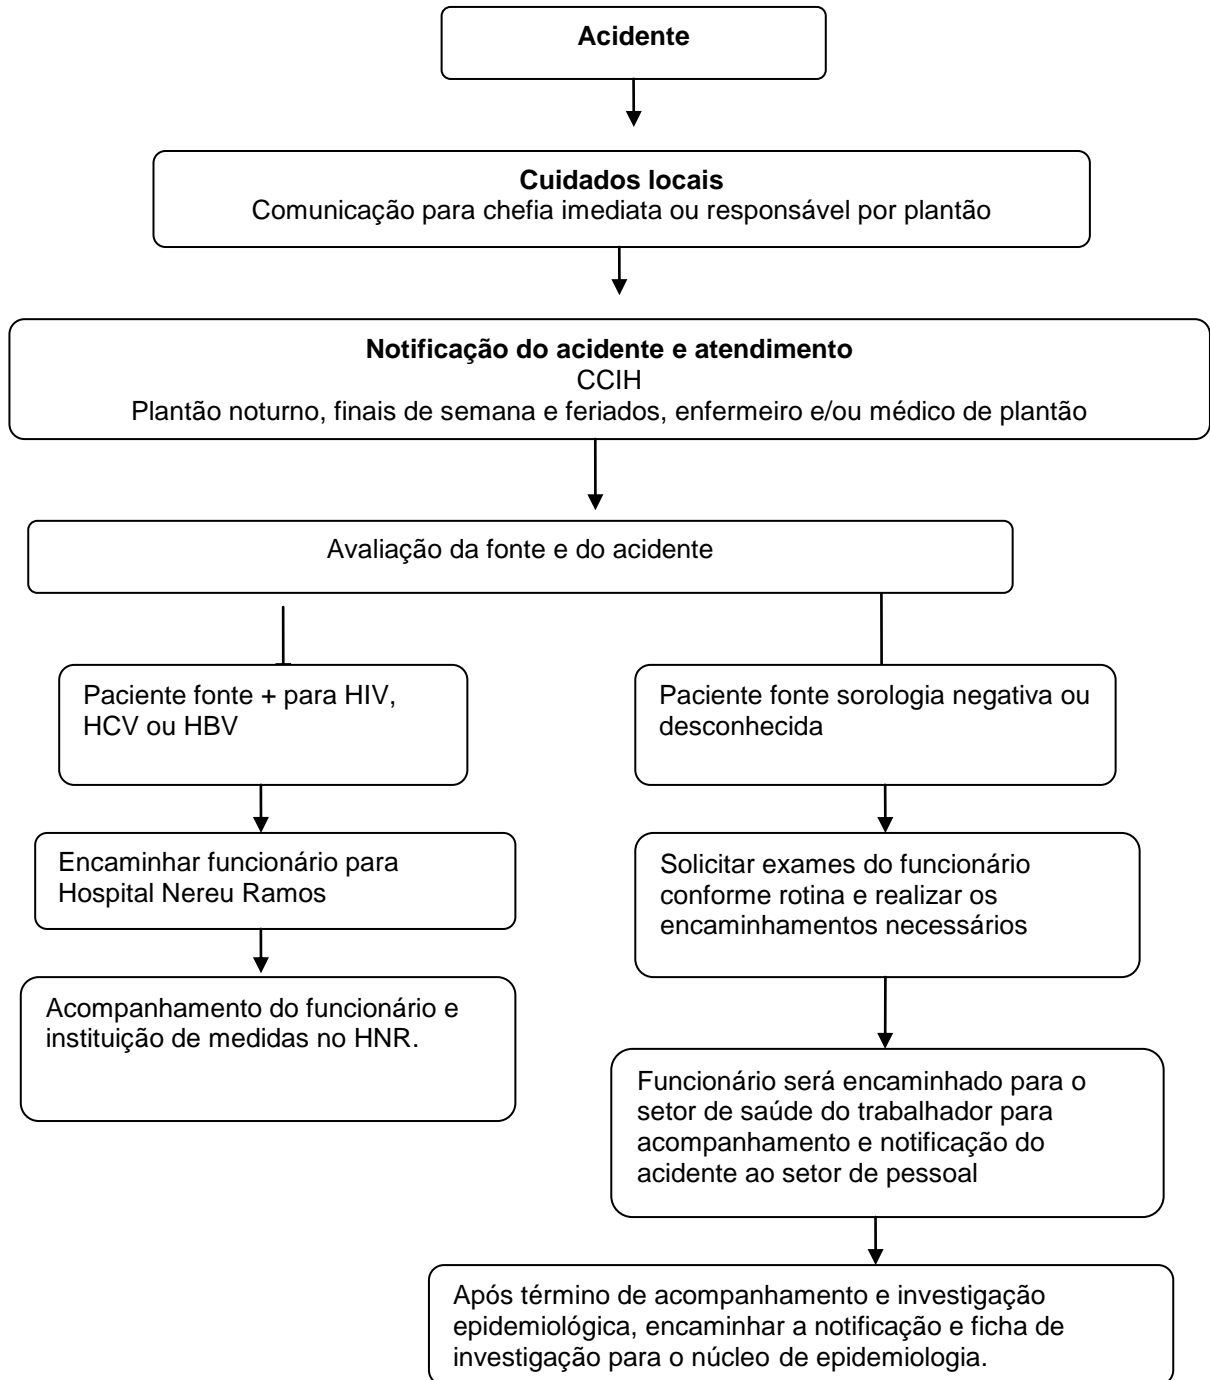 Acidente
Cuidados locais
Comunicação para chefia imediata ou responsável por plantão
Notificação do acidente e atendimento
CCIH
Plantão noturno, finais de semana e feriados, enfermeiro e/ou médico de plantão
Avaliação da fonte e do acidente
Paciente fonte + para HIV,
HCV ou HBV
Encaminhar funcionário para
Hospital Nereu Ramos
Acompanhamento do funcionário e
instituição de medidas no HNR.
Paciente fonte sorologia negativa ou
desconhecida
Solicitar exames do funcionário
conforme rotina e realizar os
encaminhamentos necessários
Funcionário será encaminhado para o
setor de saúde do trabalhador para
acompanhamento e notificação do
acidente ao setor de pessoal
Após término de acompanhamento e investigação
epidemiológica, encaminhar a notificação e ficha de
investigação para o núcleo de epidemiologia.